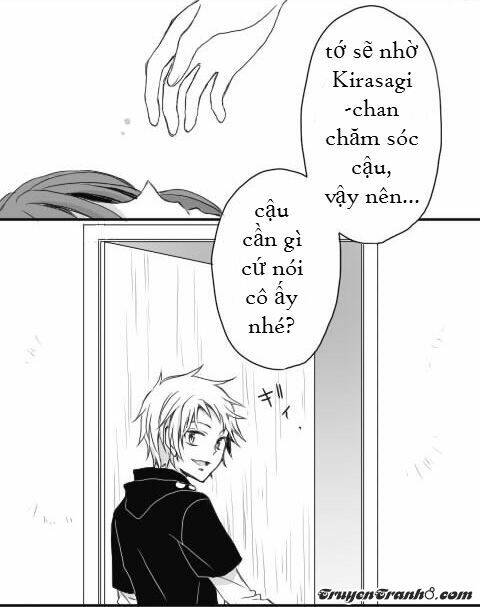 tớ sẽ nhờ
Kirasagi
-chan
chăm sóc
cậu,
vậy nên...
cậu
cần gì
cứ nói
cô ấy
nhé?
ギィ.
TruyenTranh8.com